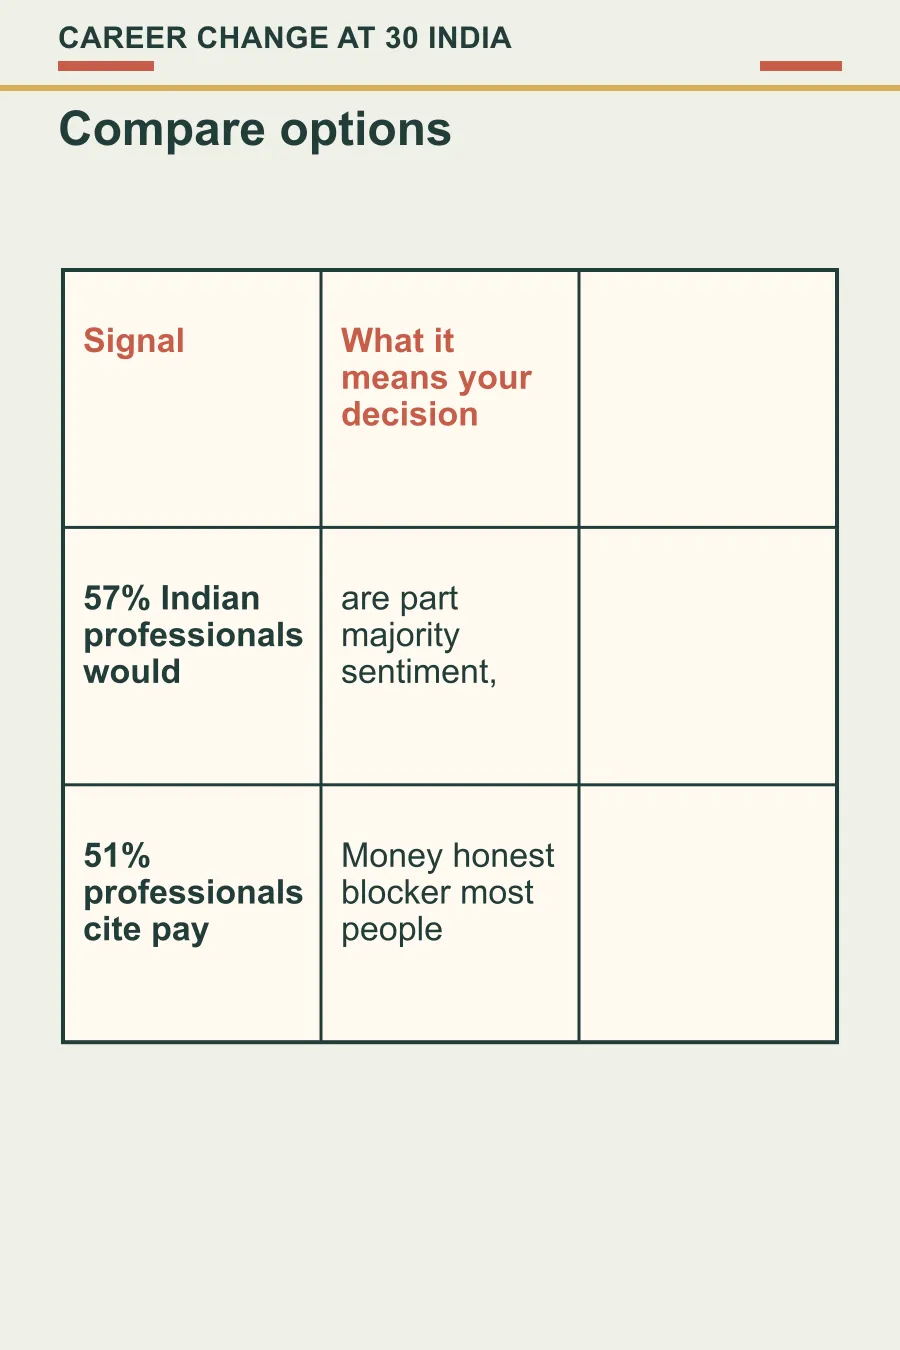 CAREER CHANGE AT 30 INDIA
Compare options
Signal
What it
means your
decision
57% Indian
professionals
would
are part
majority
sentiment,
51%
professionals
cite pay
Money honest
blocker most
people